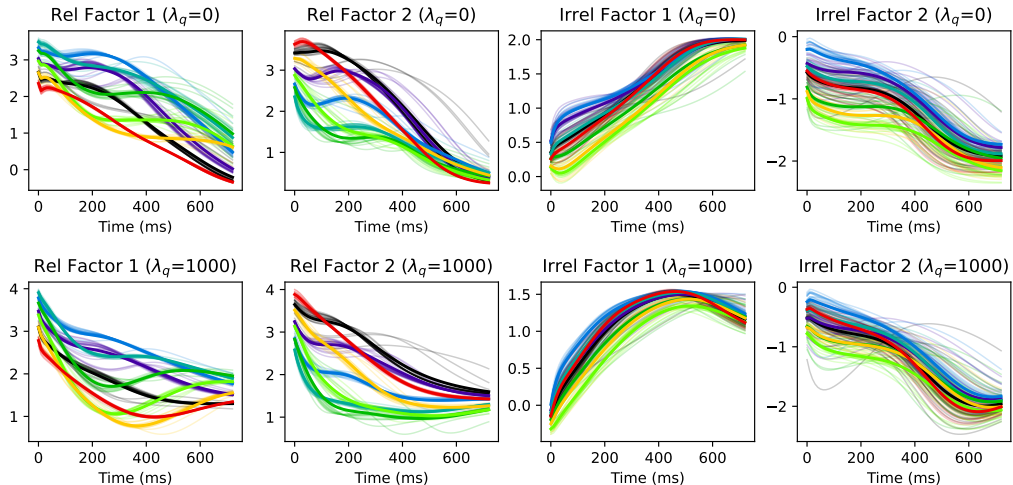 Rel Factor 1 (λq=0)
Rel Factor 2 (λq=0)
Irrel Factor 1 (λq=0)
Irrel Factor 2 (λq=0)
3
2
1
0
0 200 400 600
Time (ms)
3
2
1
0 200 400 600
Time (ms)
2.0
1.5
1.0
0.5
0.0
0 200 400 600
Time (ms)
0
−1
−2
0 200 400 600
Time (ms)
Rel Factor 1 (λq=1000)
Rel Factor 2 (λq=1000)
Irrel Factor 1 (λq=1000)
Irrel Factor 2 (λq=1000)
4
3
2
1
0 200 400 600
Time (ms)
4
3
2
1
0 200 400 600
Time (ms)
1.5
1.0
0.5
0.0
0 200 400 600
Time (ms)
0
−1
−2
0 200 400 600
Time (ms)